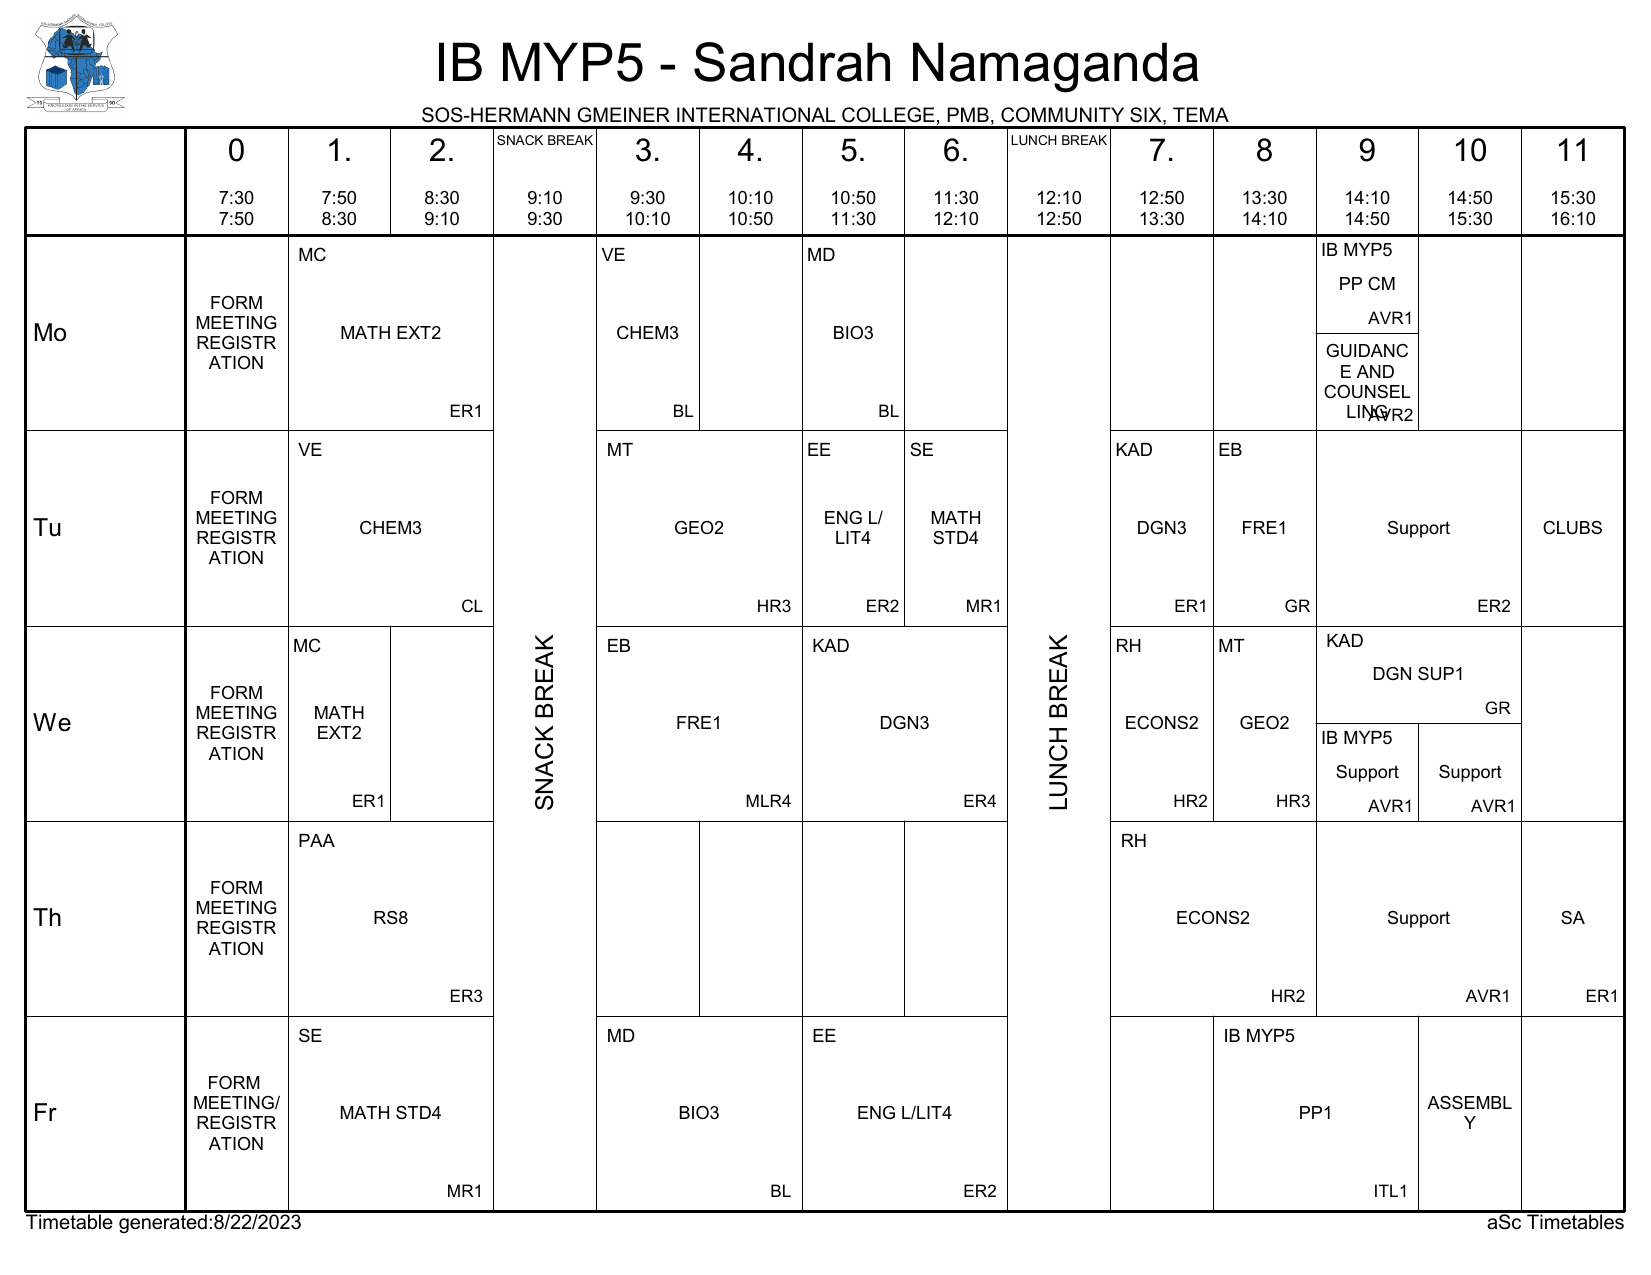 IB MYP5 - Sandrah Namaganda
SOS-HERMANN GMEINER INTERNATIONAL COLLEGE, PMB, COMMUNITY SIX, TEMA
19 90
KNOWLEDGE IN THE SERVICE
OF AFRICA
0 1. 2. SNACK BREAK 3. 4. 5. 6. LUNCH BREAK 7. 8 9 10 11
7:30 7:50 8:30 9:10 9:30 10:10 10:50 11:30 12:10 12:50 13:30 14:10 14:50 15:30
7:50 8:30 9:10 9:30 10:10 10:50 11:30 12:10 12:50 13:30 14:10 14:50 15:30 16:10
Mo
FORM
MEETING
REGISTR
ATION
MC
MATH EXT2
ER1
VE
CHEM3
BL
MD
BIO3
BL
IB MYP5
PP CM
AVR1
GUIDANC
E AND
COUNSEL
LING
AVR2
Tu
FORM
MEETING
REGISTR
ATION
VE
CHEM3
CL
MT
GEO2
HR3
EE
ENG L/
LIT4
ER2
SE
MATH
STD4
MR1
KAD
DGN3
ER1
EB
FRE1
GR
Support
ER2
CLUBS
We
FORM
MEETING
REGISTR
ATION
MC
MATH
EXT2
ER1
SNACK BREAK
EB
FRE1
MLR4
KAD
DGN3
ER4
LUNCH BREAK
RH
ECONS2
HR2
MT
GEO2
HR3
KAD
DGN SUP1
GR
IB MYP5
Support
AVR1
Support
AVR1
Th
FORM
MEETING
REGISTR
ATION
PAA
RS8
ER3
RH
ECONS2
HR2
Support
AVR1
SA
ER1
Fr
FORM
MEETING/
REGISTR
ATION
SE
MATH STD4
MR1
MD
BIO3
BL
EE
ENG L/LIT4
ER2
IB MYP5
PP1
ITL1
ASSEMBL
Y
Timetable generated:8/22/2023
aSc Timetables